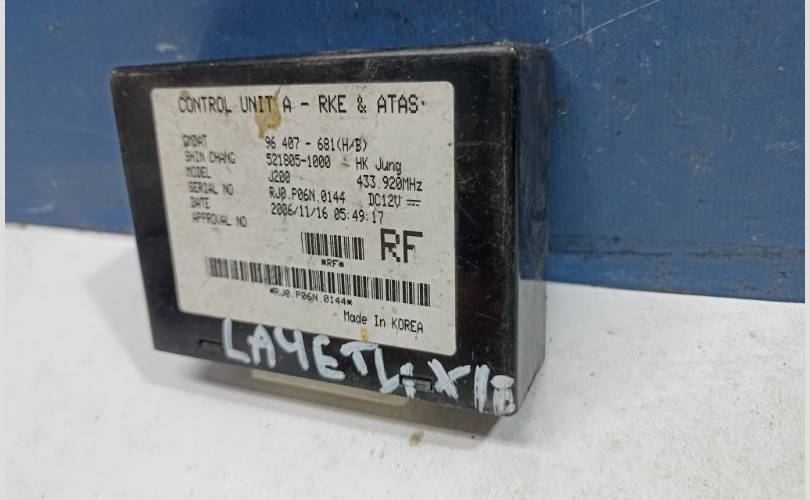 CONTROL UNIT A - RKE & ATAS
GMDAT 96 407 - 681(H/B)
SHIN CHANG 521805-1000 - HK Jung
MODEL J200 433.920MHz
SERIAL NO RJ0.P06N.0144 DC12V
DATE 2006/11/16 05:49:17
APPROVAL NO
RF
*RF*
*RJ0.P06N.0144*
Made In KOREA